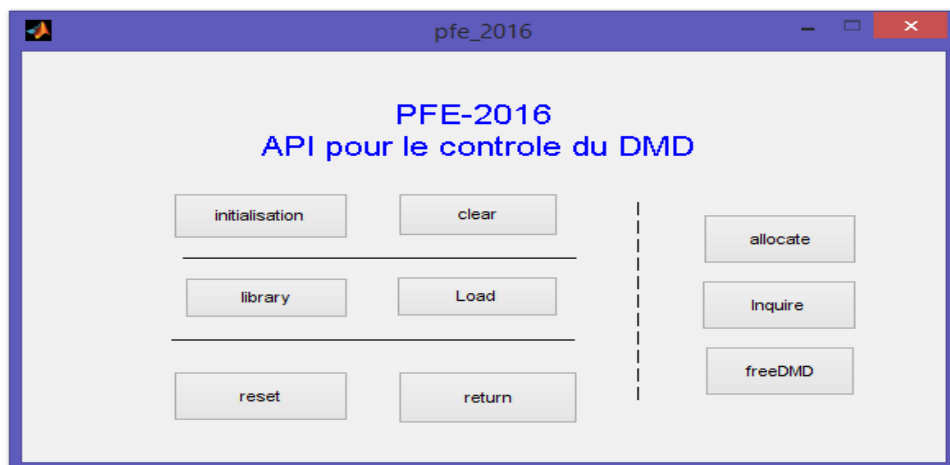 pfe_2016
PFE-2016
API pour le controle du DMD
initialisation
clear
allocate
library
Load
Inquire
freeDMD
reset
return